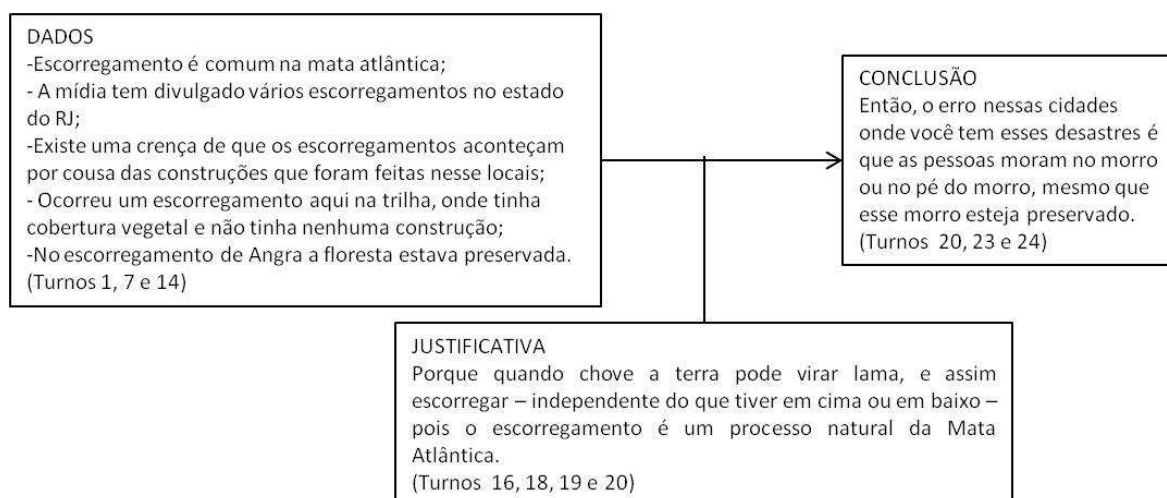 DADOS
-Escorregamento é comum na mata atlântica;
- A mídia tem divulgado vários escorregamentos no estado
do RJ;
-Existe uma crença de que os escorregamentos aconteçam
por cousa das construções que foram feitas nesse locais;
- Ocorreu um escorregamento aqui na trilha, onde tinha
cobertura vegetal e não tinha nenhuma construção;
-No escorregamento de Angra a floresta estava preservada.
(Turnos 1, 7 e 14)
CONCLUSÃO
Então, o erro nessas cidades
onde você tem esses desastres é
que as pessoas moram no morro
ou no pé do morro, mesmo que
esse morro esteja preservado.
(Turnos 20, 23 e 24)
JUSTIFICATIVA
Porque quando chove a terra pode virar lama, e assim
escorregar – independente do que tiver em cima ou em baixo –
pois o escorregamento é um processo natural da Mata
Atlântica.
(Turnos 16, 18, 19 e 20)